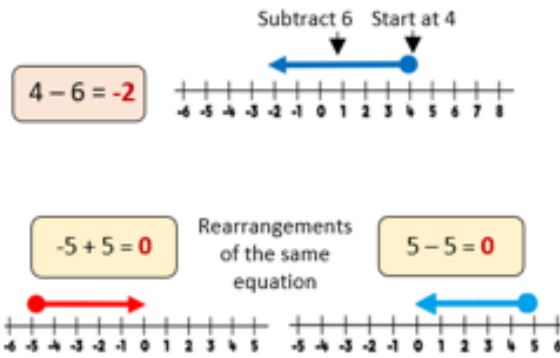 Subtract 6 Start at 4
4 – 6 = -2
-6 -5 -4 -3 -2 -1 0 1 2 3 4 5 6 7 8
-5 + 5 = 0
Rearrangements
of the same
equation
5 – 5 = 0
-6 -5 -4 -3 -2 -1 0 1 2 3 4 5
-5 -4 -3 -2 -1 0 1 2 3 4 5